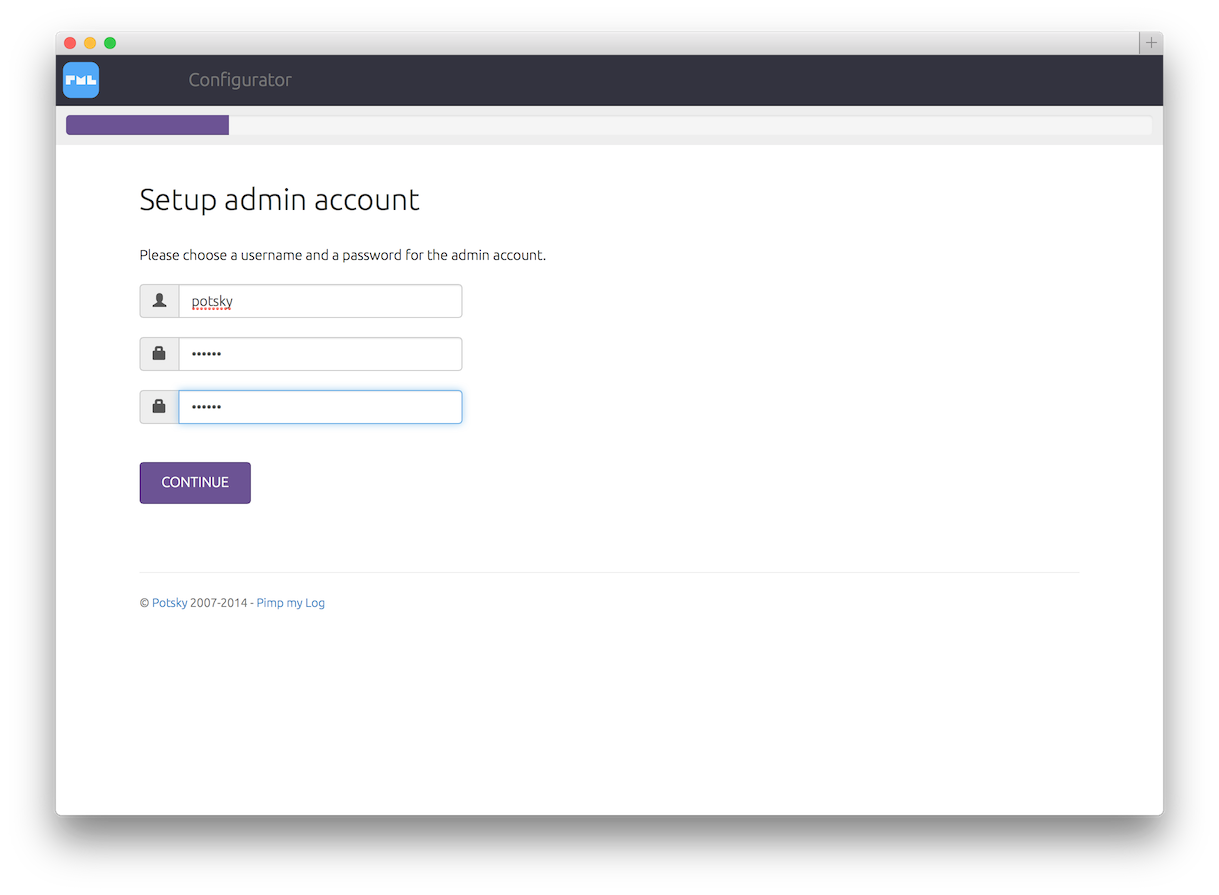 PML
Configurator
Setup admin account
Please choose a username and a password for the admin account.
potsky
••••••
••••••
CONTINUE
© Potsky 2007-2014 - Pimp my Log